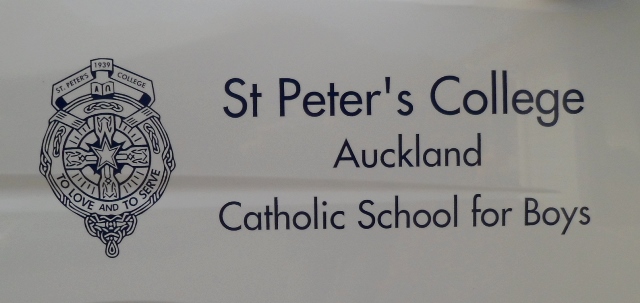 1939
ST. PETER'S COLLEGE
A Ω
TO LOVE AND TO SERVE
St Peter's College
Auckland
Catholic School for Boys